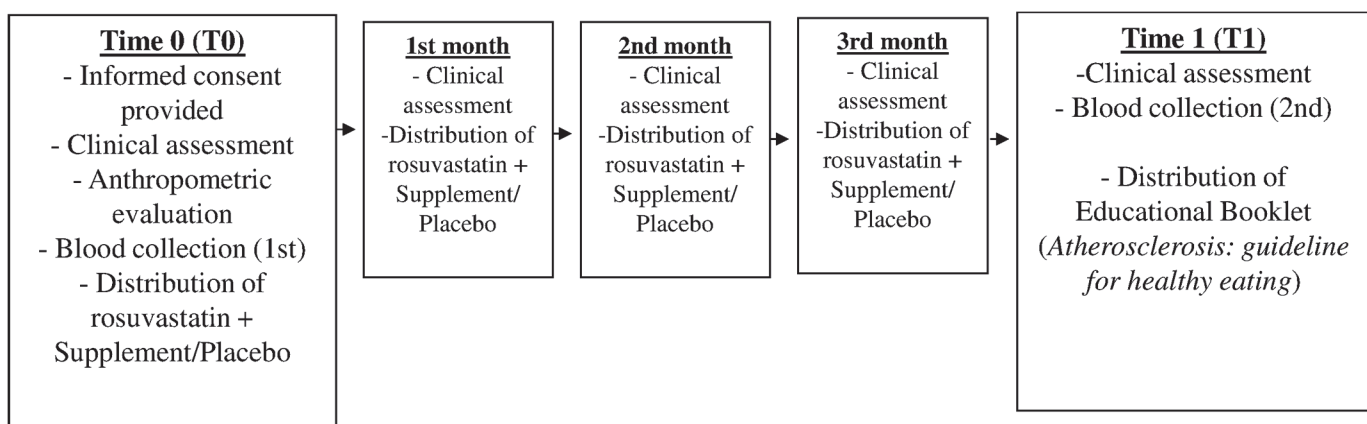 Time 0 (T0)
- Informed consent
provided
- Clinical assessment
- Anthropometric
evaluation
- Blood collection (1st)
- Distribution of
rosuvastatin +
Supplement/Placebo
1st month
- Clinical
assessment
-Distribution of
rosuvastatin +
Supplement/
Placebo
2nd month
- Clinical
assessment
-Distribution of
rosuvastatin +
Supplement/
Placebo
3rd month
- Clinical
assessment
-Distribution of
rosuvastatin +
Supplement/
Placebo
Time 1 (T1)
-Clinical assessment
- Blood collection (2nd)
- Distribution of
Educational Booklet
(Atherosclerosis: guideline
for healthy eating)